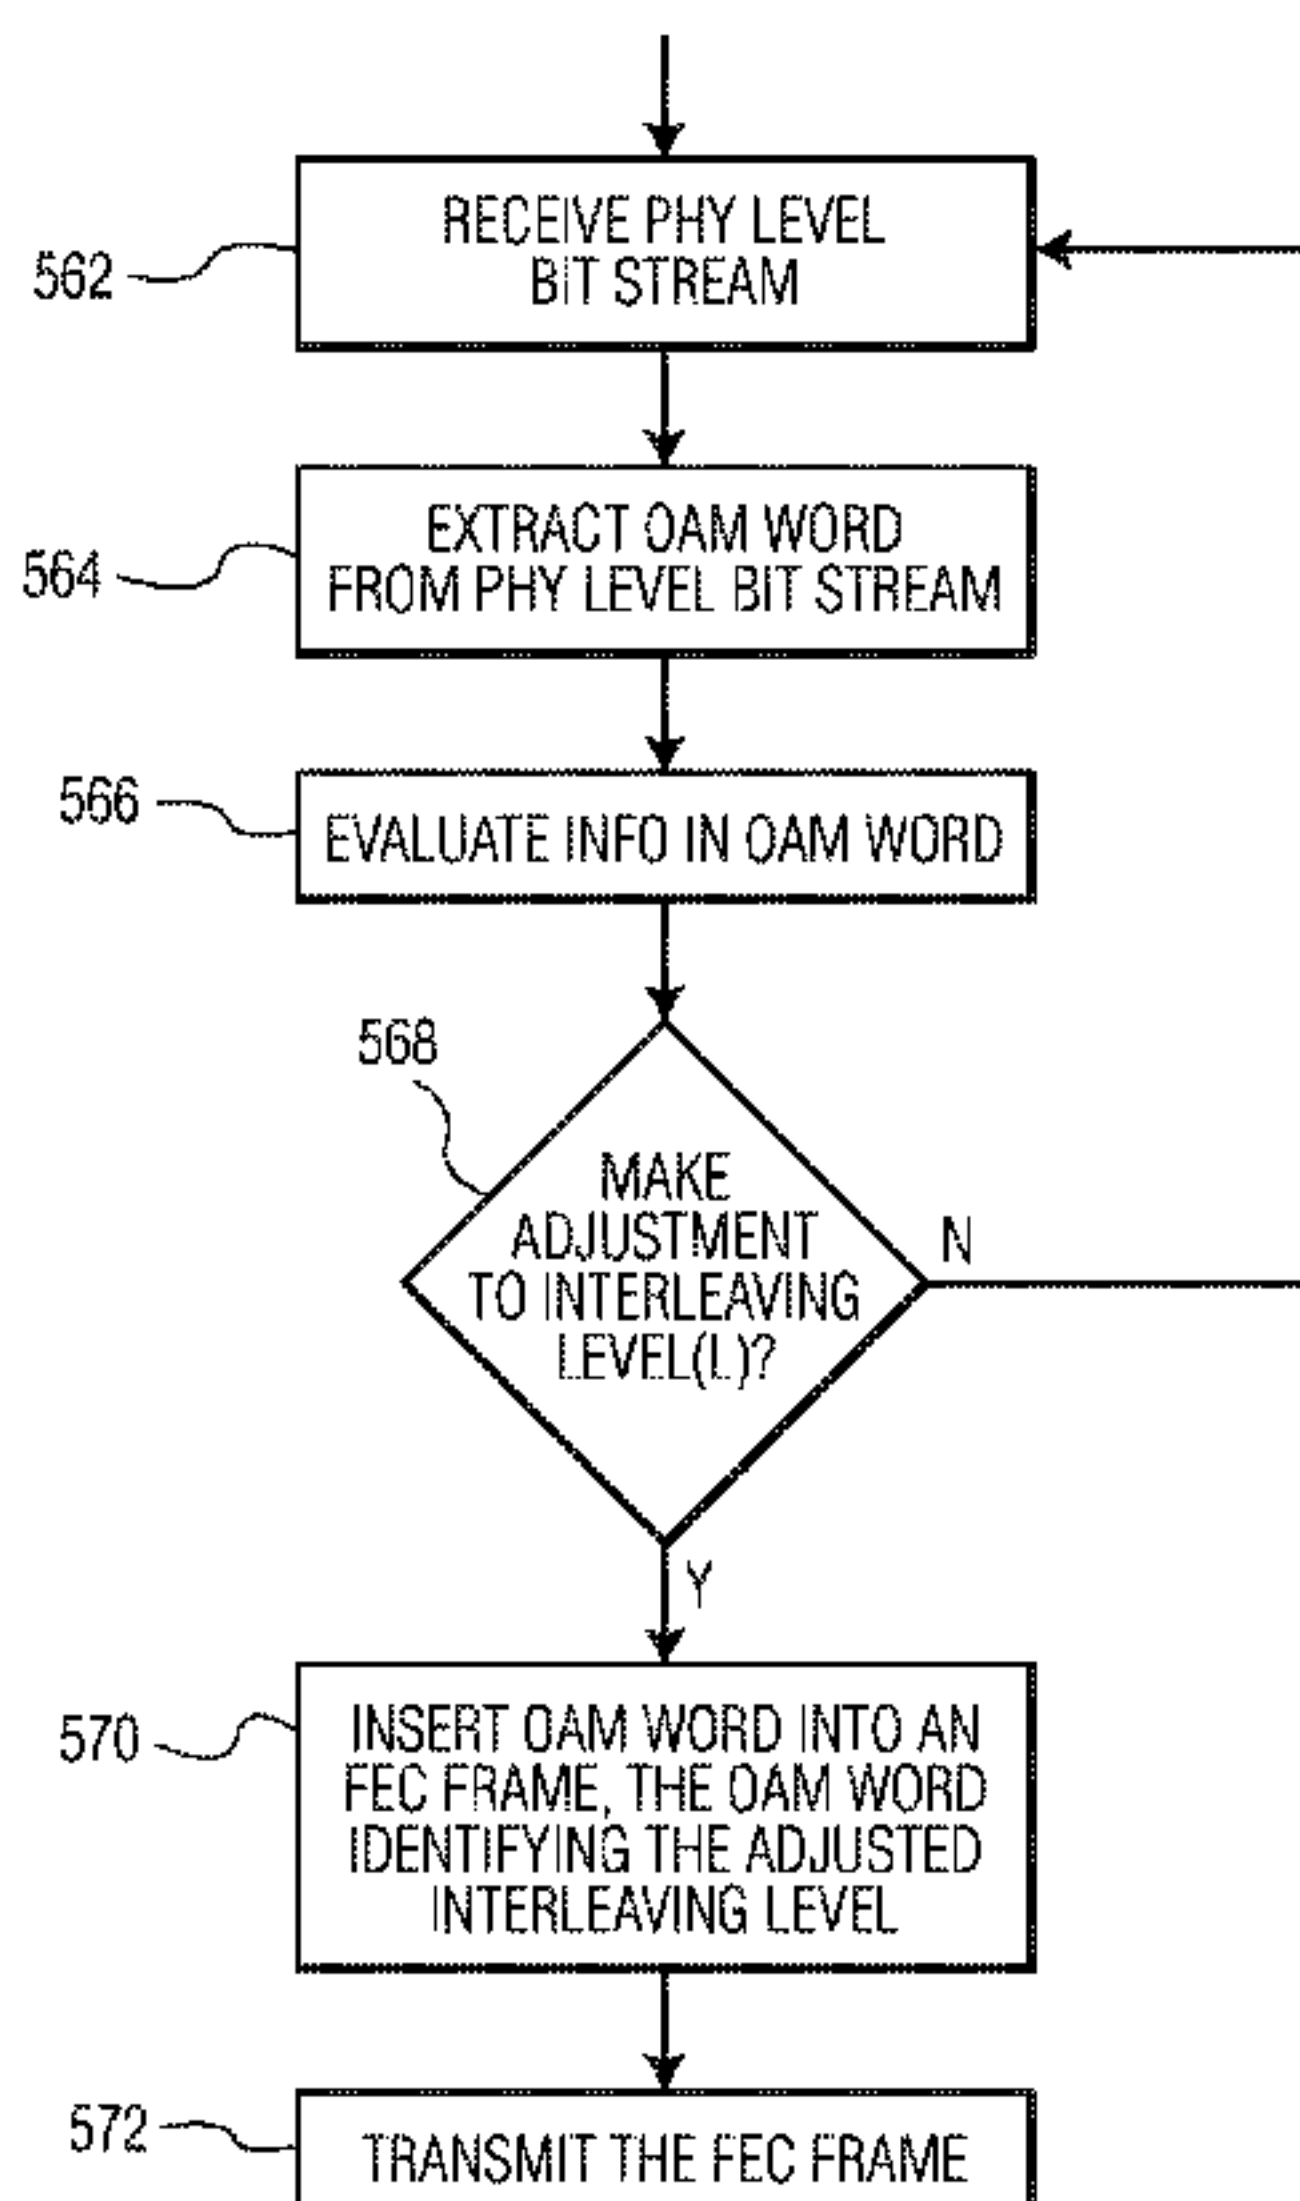 RECEIVE PHY LEVEL
BIT STREAM
562
EXTRACT OAM WORD
FROM PHY LEVEL BIT STREAM
564
566
EVALUATE INFO IN OAM WORD
568
MAKE
ADJUSTMENT
TO INTERLEAVING
LEVEL(L)?
N
Y
570
INSERT OAM WORD INTO AN
FEC FRAME, THE OAM WORD
IDENTIFYING THE ADJUSTED
INTERLEAVING LEVEL
572
TRANSMIT THE FEC FRAME